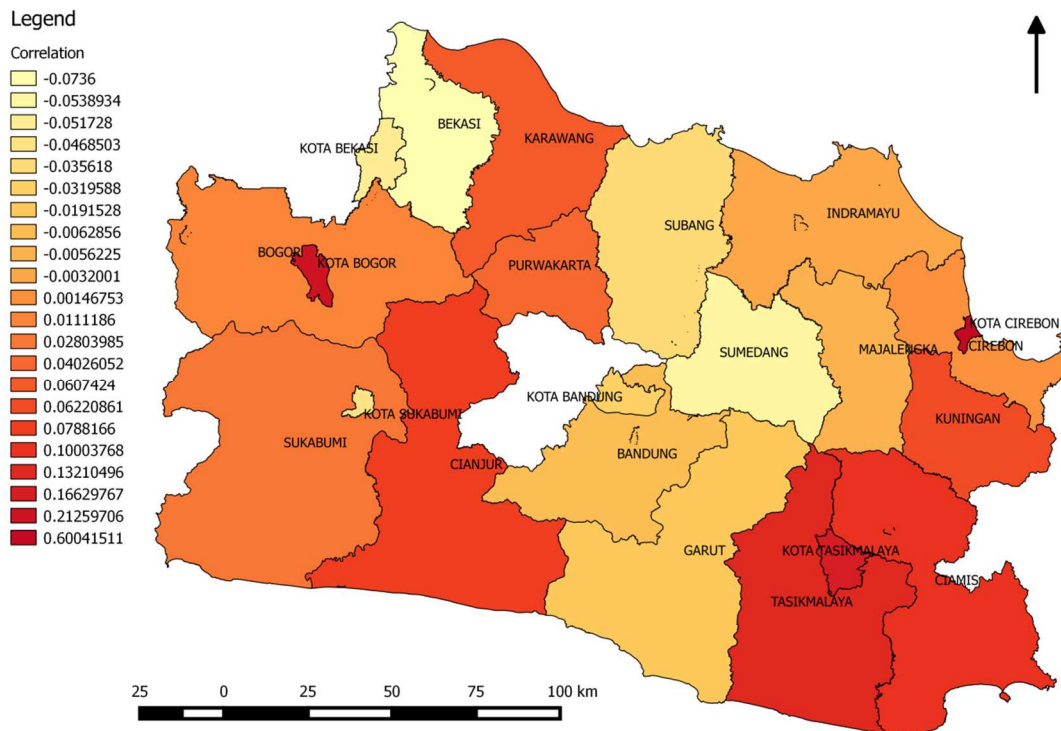 Legend
Correlation
-0.0736
-0.0538934
-0.051728
-0.0468503
-0.035618
-0.0319588
-0.0191528
-0.0062856
-0.0056225
-0.0032001
0.00146753
0.0111186
0.02803985
0.04026052
0.0607424
0.06220861
0.0788166
0.10003768
0.13210496
0.16629767
0.21259706
0.60041511
BEKASI
KARAWANG
KOTA BEKASI
INDRAMAYU
SUBANG
BOGOR
KOTA BOGOR
PURWAKARTA
KOTA CIREBON
CIREBON
MAJALENGKA
SUMEDANG
KOTA BANDUNG
KOTA SUKABUMI
KUNINGAN
SUKABUMI
BANDUNG
CIANJUR
GARUT
KOTA TASIKMALAYA
CIAMIS
TASIKMALAYA
25 0 25 50 75 100 km